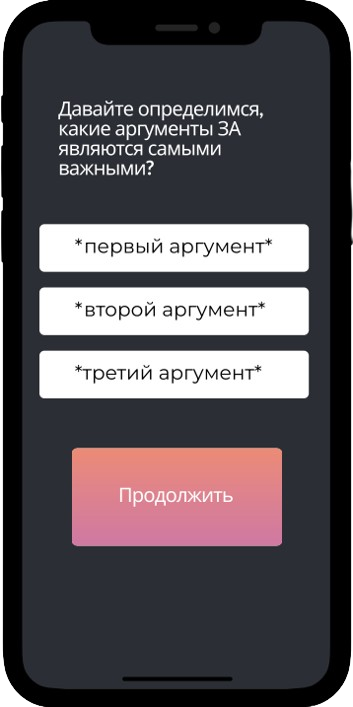 Давайте определимся,
какие аргументы ЗА
являются самыми
важными?
*первый аргумент*
*второй аргумент*
*третий аргумент*
Продолжить